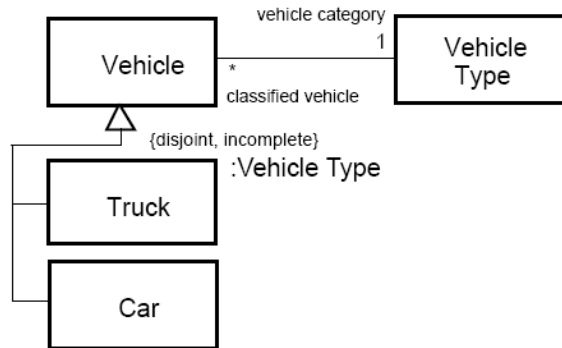 vehicle category
Vehicle
1
Vehicle
Type
*
classified vehicle
{disjoint, incomplete}
:Vehicle Type
Truck
Car